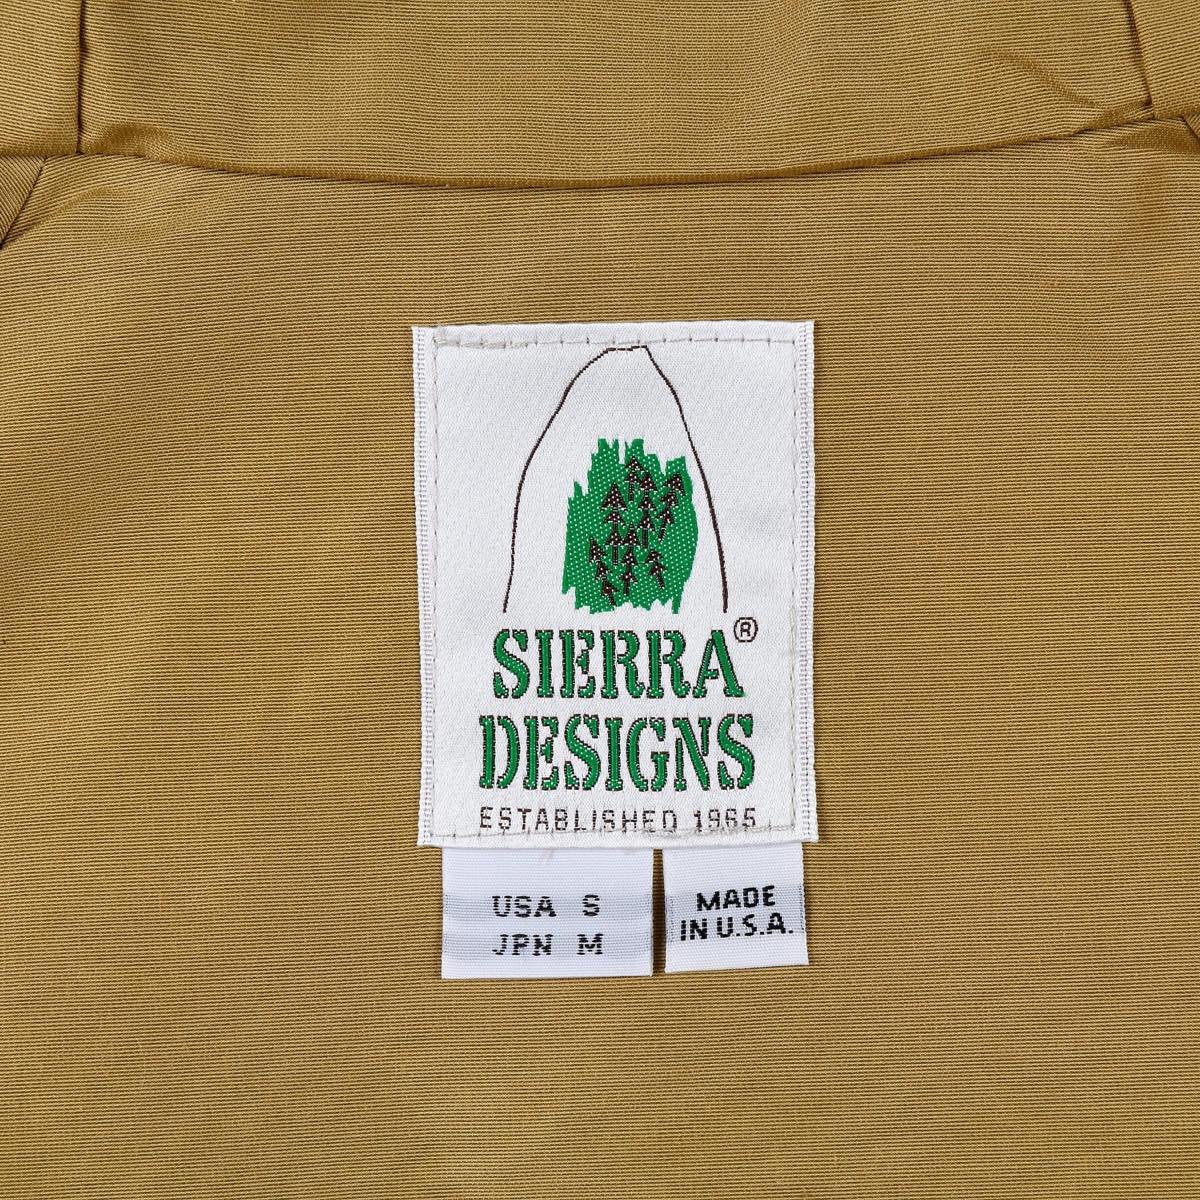 SIERRA®
DESIGNS
ESTABLISHED 1965
USA S
JPN M
MADE
IN U.S.A.